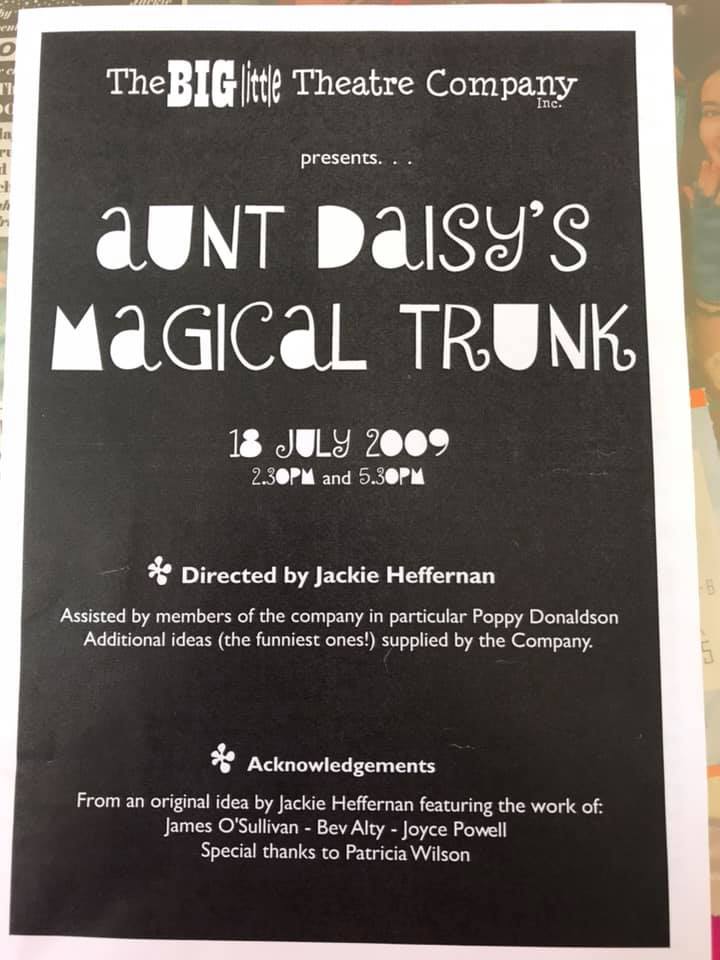 The BIG little Theatre Company
Inc.
presents. . .
AUNT DAISY'S
MAGICAL TRUNK
18 JULY 2009
2.30PM and 5.30PM
* Directed by Jackie Heffernan
Assisted by members of the company in particular Poppy Donaldson
Additional ideas (the funniest ones!) supplied by the Company.
* Acknowledgements
From an original idea by Jackie Heffernan featuring the work of:
James O'Sullivan - Bev Alty - Joyce Powell
Special thanks to Patricia Wilson